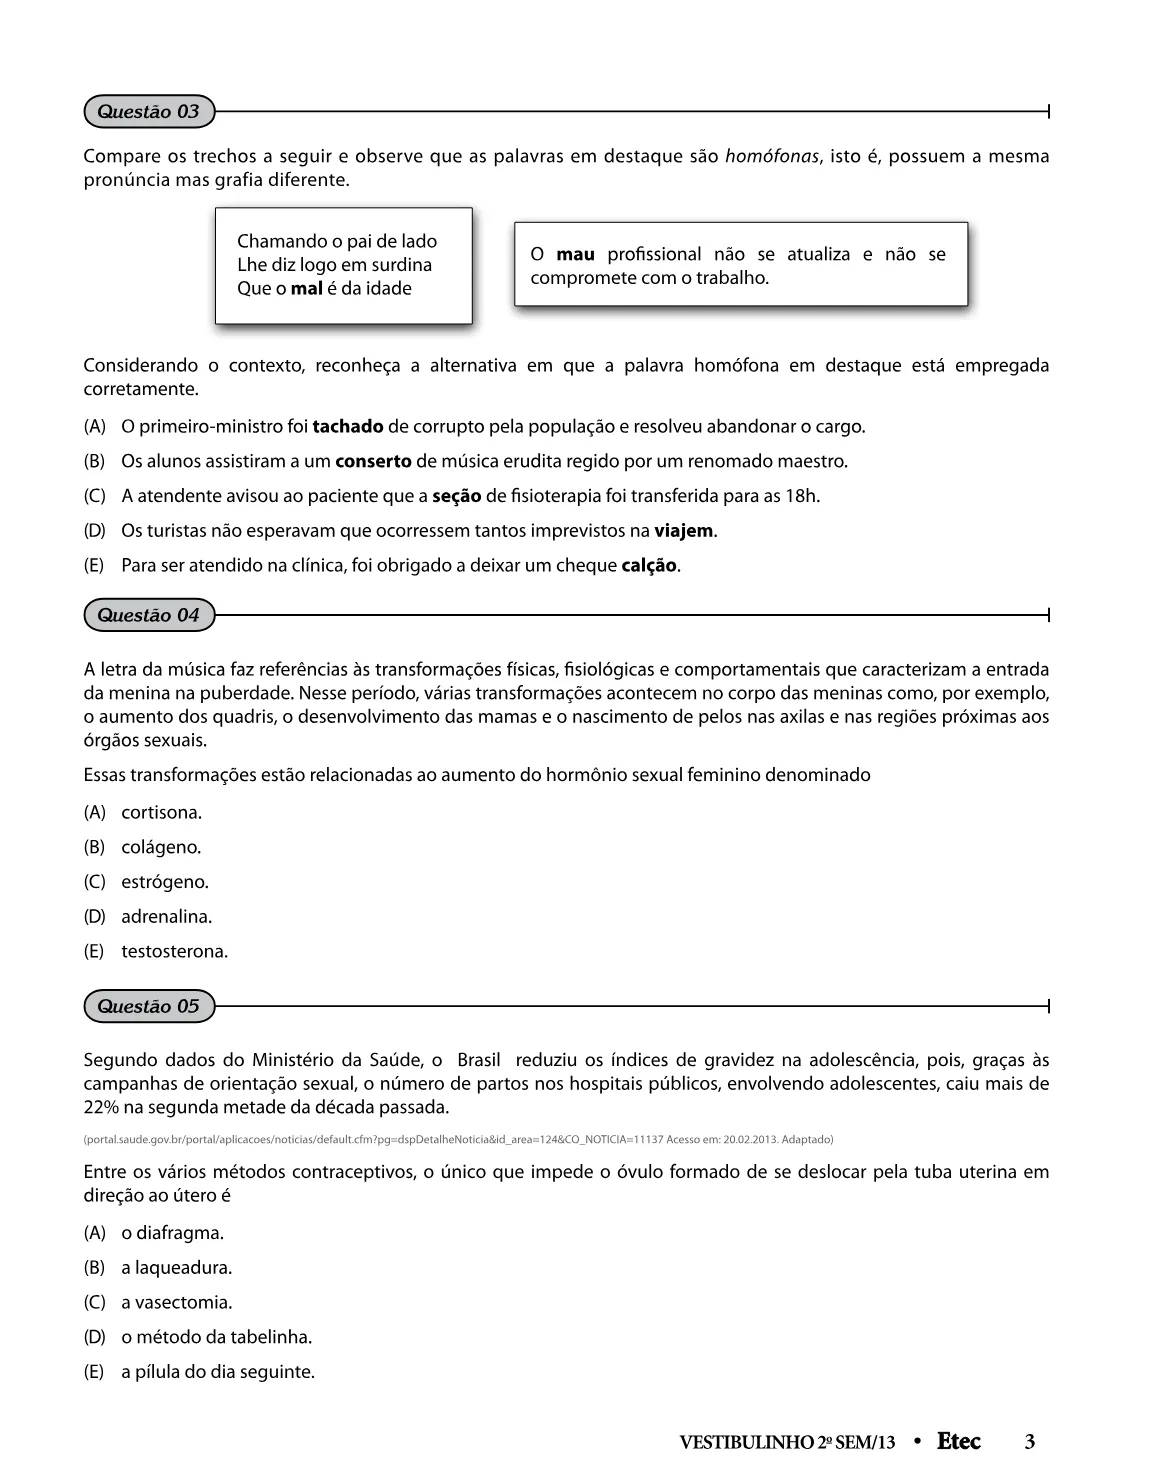 Questão 03
Compare os trechos a seguir e observe que as palavras em destaque são homófonas, isto é, possuem a mesma
pronúncia mas grafia diferente.
Chamando o pai de lado
Lhe diz logo em surdina
Que o mal é da idade
O mau profissional não se atualiza e não se
compromete com o trabalho.
Considerando o contexto, reconheça a alternativa em que a palavra homófona em destaque está empregada
corretamente.
(A) O primeiro-ministro foi tachado de corrupto pela população e resolveu abandonar o cargo.
(B) Os alunos assistiram a um conserto de música erudita regido por um renomado maestro.
(C) A atendente avisou ao paciente que a seção de fisioterapia foi transferida para as 18h.
(D) Os turistas não esperavam que ocorressem tantos imprevistos na viajem.
(E) Para ser atendido na clínica, foi obrigado a deixar um cheque calção.
Questão 04
A letra da música faz referências às transformações físicas, fisiológicas e comportamentais que caracterizam a entrada
da menina na puberdade. Nesse período, várias transformações acontecem no corpo das meninas como, por exemplo,
o aumento dos quadris, o desenvolvimento das mamas e o nascimento de pelos nas axilas e nas regiões próximas aos
órgãos sexuais.
Essas transformações estão relacionadas ao aumento do hormônio sexual feminino denominado
(A) cortisona.
(B) colágeno.
(C) estrógeno.
(D) adrenalina.
(E) testosterona.
Questão 05
Segundo dados do Ministério da Saúde, o Brasil reduziu os índices de gravidez na adolescência, pois, graças às
campanhas de orientação sexual, o número de partos nos hospitais públicos, envolvendo adolescentes, caiu mais de
22% na segunda metade da década passada.
(portal.saude.gov.br/portal/aplicacoes/noticias/default.cfm?pg=dspDetalheNoticia&id_area=124&CO_NOTICIA=11137 Acesso em: 20.02.2013. Adaptado)
Entre os vários métodos contraceptivos, o único que impede o óvulo formado de se deslocar pela tuba uterina em
direção ao útero é
(A) o diafragma.
(B) a laqueadura.
(C) a vasectomia.
(D) o método da tabelinha.
(E) a pílula do dia seguinte.
VESTIBULINHO 2º SEM/13 • Etec 3